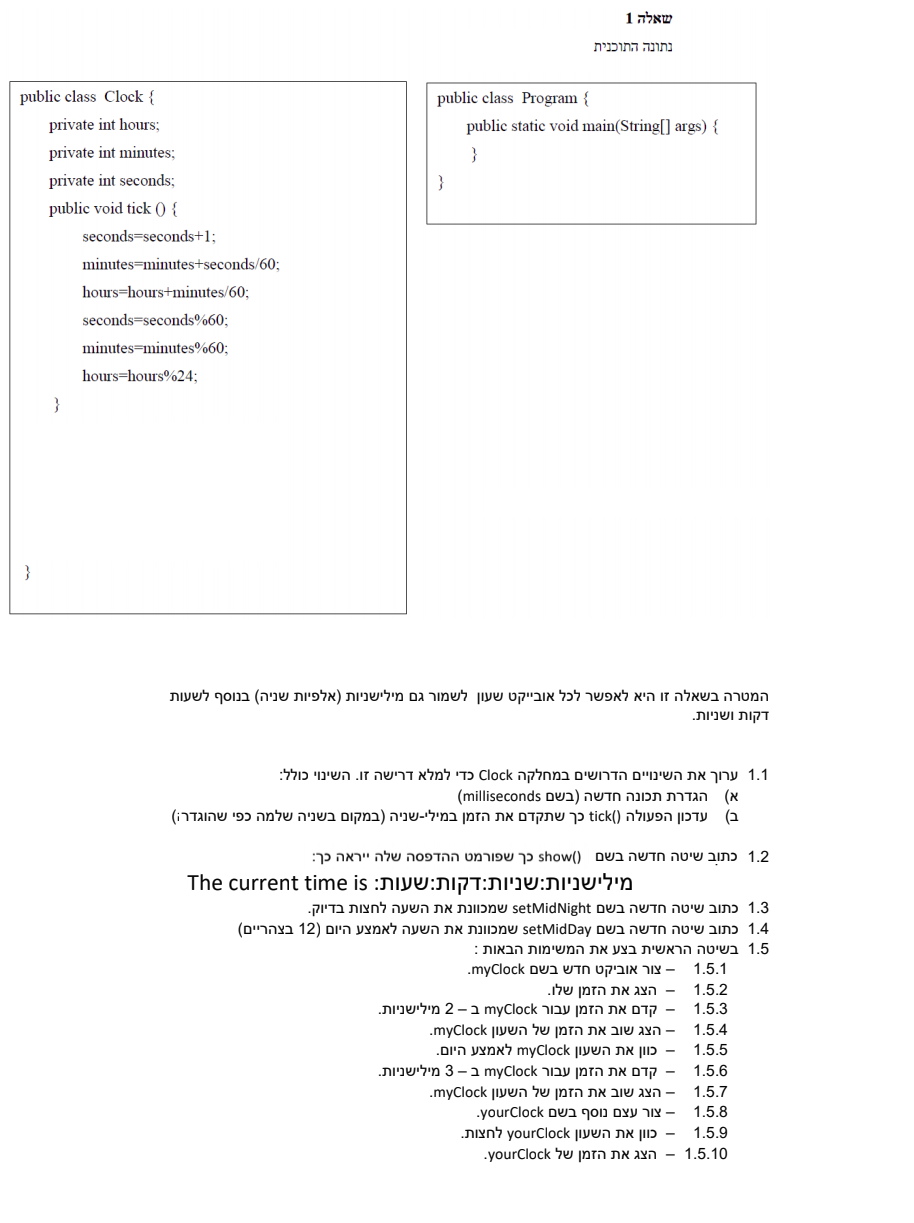 שאלה 1
נתונה התוכנית
public class Clock {
private int hours;
private int minutes;
private int seconds;
public void tick () {
seconds=seconds+1;
minutes=minutes+seconds/60;
hours=hours+minutes/60;
seconds=seconds%60;
minutes=minutes%60;
hours=hours%24;
}
}
public class Program {
public static void main(String[] args) {
}
}
המטרה בשאלה זו היא לאפשר לכל אובייקט שעון לשמור גם מילישניות (אלפיות שניה) בנוסף לשעות
דקות ושניות.
1.1 ערוך את השינויים הדרושים במחלקה Clock כדי למלא דרישה זו. השינוי כולל:
א) הגדרת תכונה חדשה (בשם milliseconds)
ב) עדכון הפעולה tick() כך שתקדם את הזמן במילי-שניה (במקום בשניה שלמה כפי שהוגדר)
1.2 כתוב שיטה חדשה בשם show() כך שפורמט ההדפסה שלה ייראה כך:
The current time is :מילישניות:שניות:דקות:שעות
1.3 כתוב שיטה חדשה בשם setMidNight שמכוונת את השעה לחצות בדיוק.
1.4 כתוב שיטה חדשה בשם setMidDay שמכוונת את השעה לאמצע היום (12 בצהריים)
1.5 בשיטה הראשית בצע את המשימות הבאות :
1.5.1 – צור אוביקט חדש בשם myClock.
1.5.2 – הצג את הזמן שלו.
1.5.3 – קדם את הזמן עבור myClock ב – 2 מילישניות.
1.5.4 – הצג שוב את הזמן של השעון myClock.
1.5.5 – כוון את השעון myClock לאמצע היום.
1.5.6 – קדם את הזמן עבור myClock ב – 3 מילישניות.
1.5.7 – הצג שוב את הזמן של השעון myClock.
1.5.8 – צור עצם נוסף בשם yourClock.
1.5.9 – כוון את השעון yourClock לחצות.
1.5.10 – הצג את הזמן של yourClock.